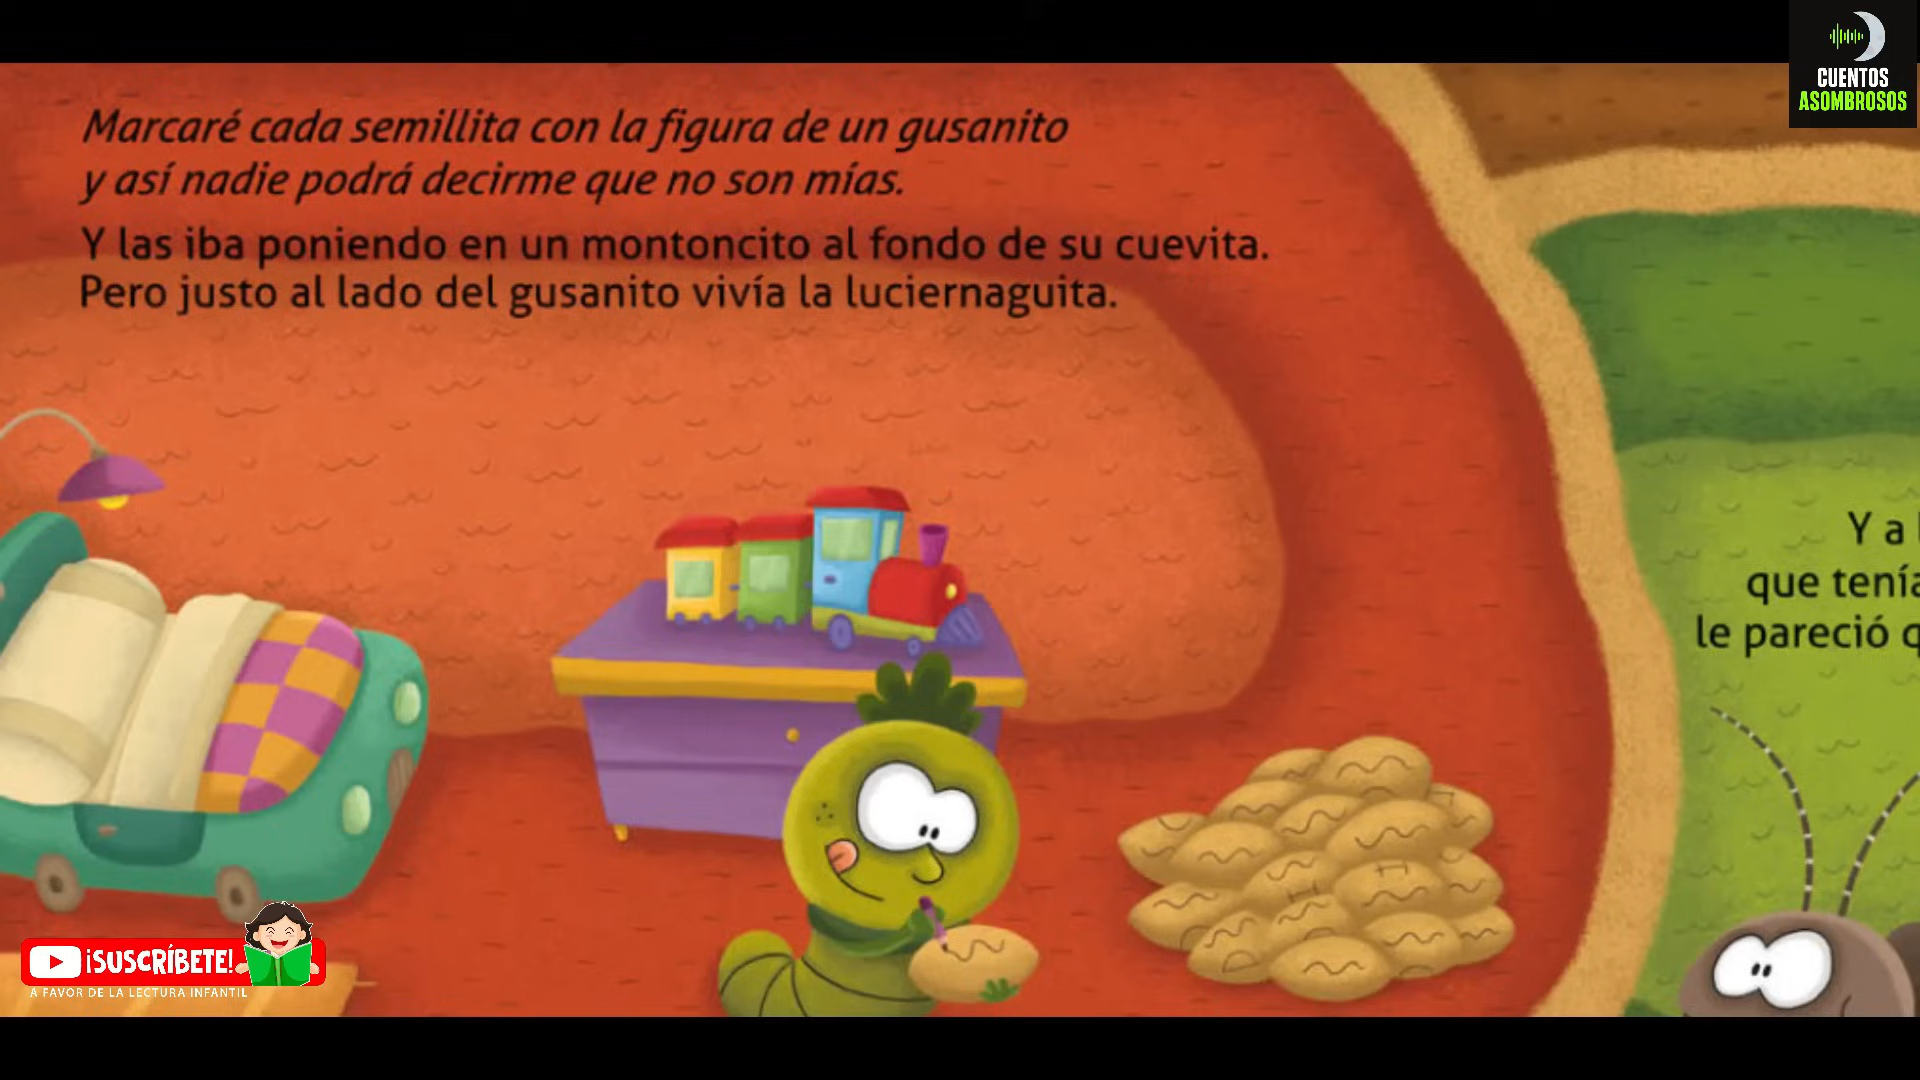 CUENTOS
ASOMBROSOS
Marcaré cada semillita con la figura de un gusanito
y así nadie podrá decirme que no son mías.
Y las iba poniendo en un montoncito al fondo de su cuevita.
Pero justo al lado del gusanito vivía la luciernaguita.
Y a
que tenía
le pareció q
¡SUSCRÍBETE!
A FAVOR DE LA LECTURA INFANTIL